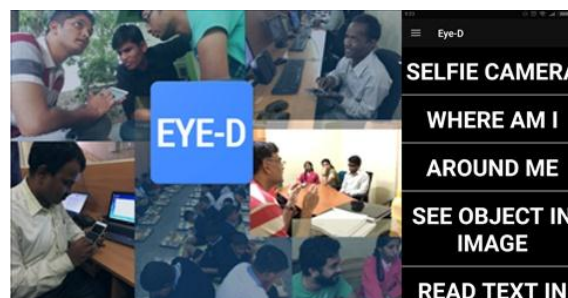 EYE-D
Eye-D
SELFIE CAMERA
WHERE AM I
AROUND ME
SEE OBJECT IN
IMAGE
READ TEXT IN